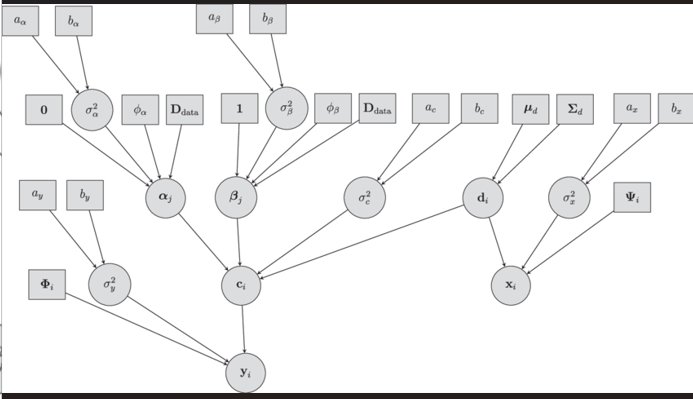 a_α b_α a_β b_β
0 σ²_α φ_α D_data 1 σ²_β φ_β D_data a_c b_c μ_d Σ_d a_x b_x
a_y b_y α_j β_j σ²_c d_i σ²_x Ψ_i
Φ_i σ²_y c_i x_i
y_i